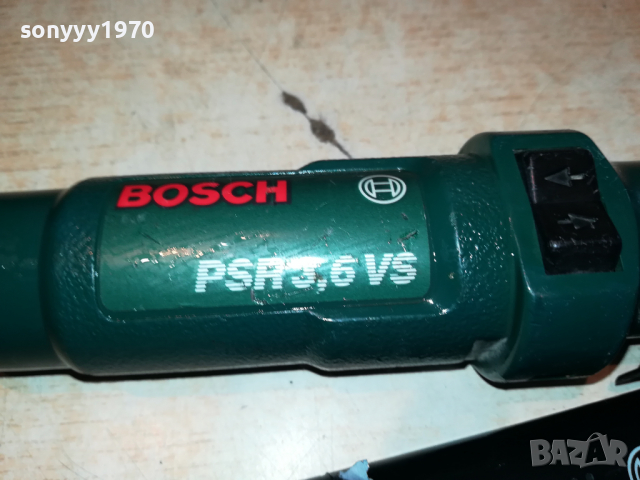 sonyyy1970
BOSCH
PSR 3,6 VS
BAZAR